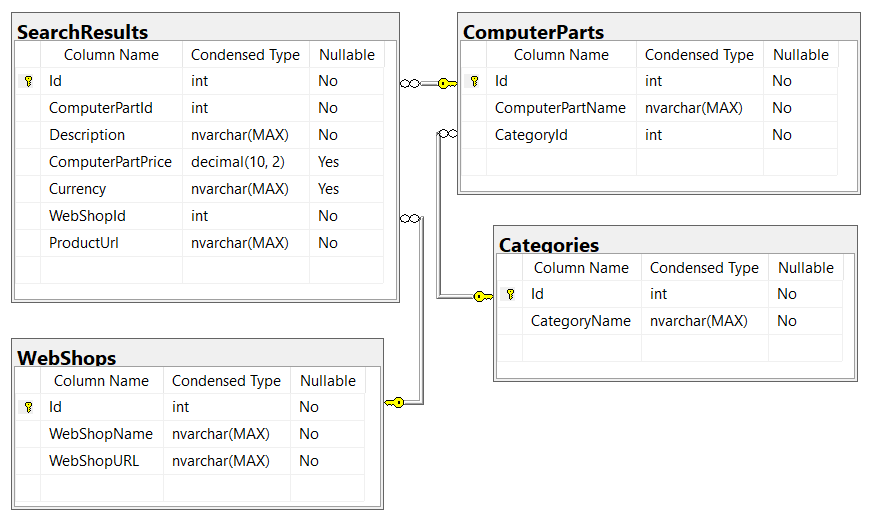 SearchResults
Column Name Condensed Type Nullable
Id int No
ComputerPartId int No
Description nvarchar(MAX) No
ComputerPartPrice decimal(10, 2) Yes
Currency nvarchar(MAX) Yes
WebShopId int No
ProductUrl nvarchar(MAX) No
ComputerParts
Column Name Condensed Type Nullable
Id int No
ComputerPartName nvarchar(MAX) No
CategoryId int No
Categories
Column Name Condensed Type Nullable
Id int No
CategoryName nvarchar(MAX) No
WebShops
Column Name Condensed Type Nullable
Id int No
WebShopName nvarchar(MAX) No
WebShopURL nvarchar(MAX) No